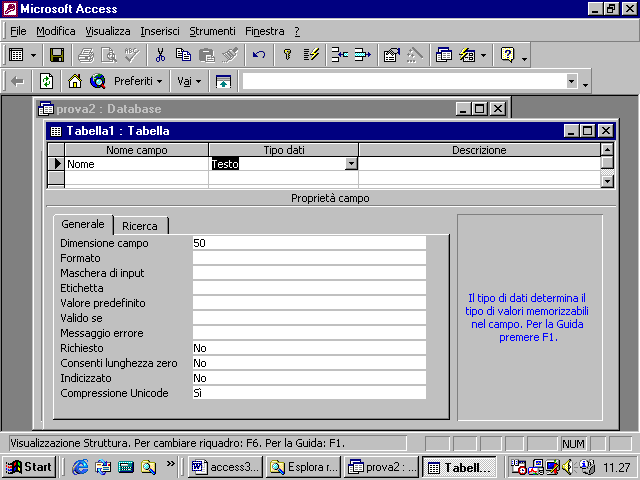 Microsoft Access
File Modifica Visualizza Inserisci Strumenti Finestra ?
Preferiti Vai
prova2 : Database
Tabella1 : Tabella
Nome campo Tipo dati Descrizione
Nome Testo
Proprietà campo
Generale Ricerca
Dimensione campo 50
Formato
Maschera di input
Etichetta
Valore predefinito
Valido se
Messaggio errore
Richiesto No
Consenti lunghezza zero No
Indicizzato No
Compressione Unicode Sì
Il tipo di dati determina il
tipo di valori memorizzabili
nel campo. Per la Guida
premere F1.
Visualizzazione Struttura. Per cambiare riquadro: F6. Per la Guida: F1. NUM
Start » access3... Esplora r... prova2 : ... Tabell... 11.27